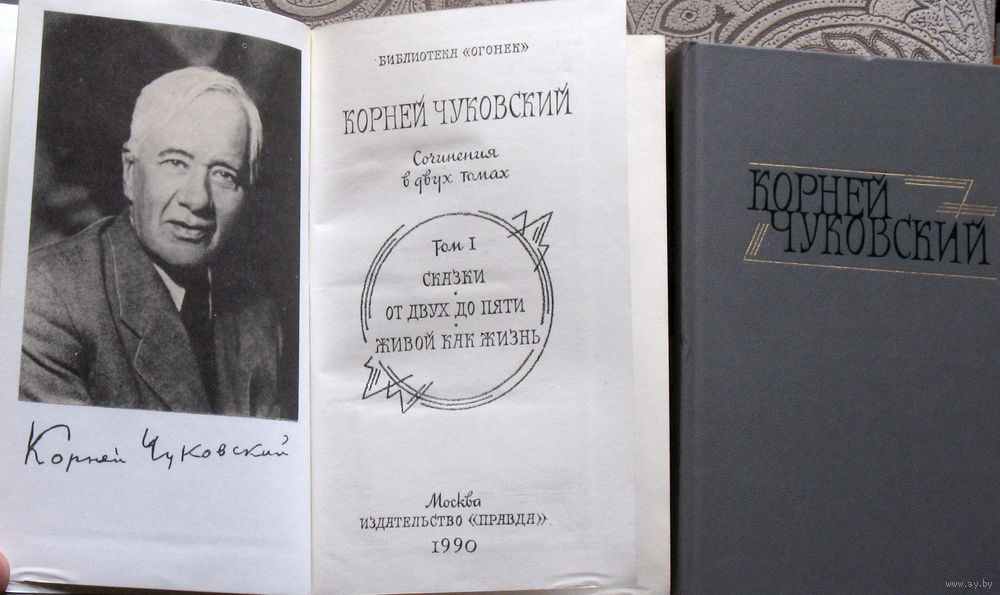 Корней Чуковский
БИБЛИОТЕКА «ОГОНЕК»
КОРНЕЙ ЧУКОВСКИЙ
Сочинения
в двух томах
Том I
СКАЗКИ
·
ОТ ДВУХ ДО ПЯТИ
·
ЖИВОЙ КАК ЖИЗНЬ
Москва
ИЗДАТЕЛЬСТВО «ПРАВДА»
1990
КОРНЕЙ
ЧУКОВСКИЙ
www.ay.by